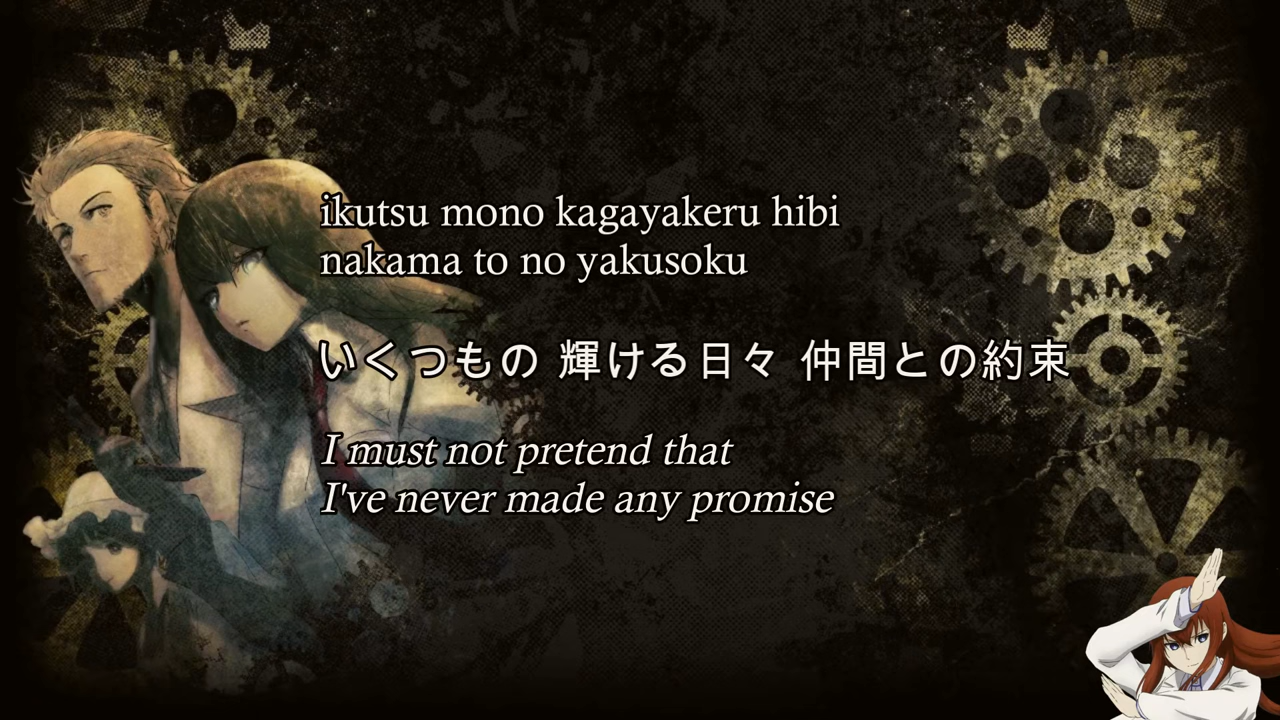 ikutsu mono kagayakeru hibi
nakama to no yakusoku
いくつもの 輝ける日々 仲間との約束
I must not pretend that
I've never made any promise